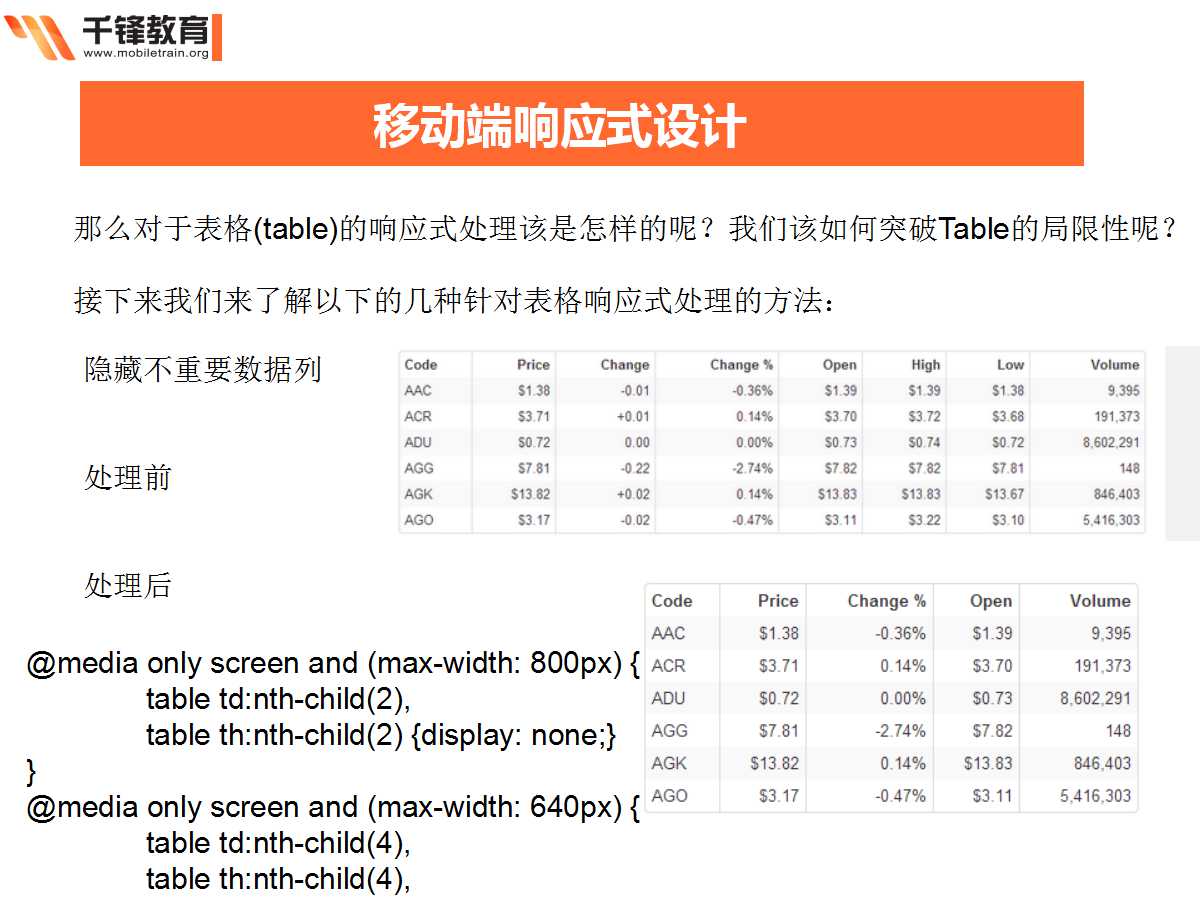 千锋教育
www.mobiletrain.org
移动端响应式设计
那么对于表格(table)的响应式处理该是怎样的呢？我们该如何突破Table的局限性呢？
接下来我们来了解以下的几种针对表格响应式处理的方法：
隐藏不重要数据列
Code Price Change Change % Open High Low Volume
AAC $1.38 -0.01 -0.36% $1.39 $1.39 $1.38 9,395
ACR $3.71 +0.01 0.14% $3.70 $3.72 $3.68 191,373
ADU $0.72 0.00 0.00% $0.73 $0.74 $0.72 8,602,291
AGG $7.81 -0.22 -2.74% $7.82 $7.82 $7.81 148
AGK $13.82 +0.02 0.14% $13.83 $13.83 $13.67 846,403
AGO $3.17 -0.02 -0.47% $3.11 $3.22 $3.10 5,416,303
处理前
处理后
Code Price Change % Open Volume
AAC $1.38 -0.36% $1.39 9,395
ACR $3.71 0.14% $3.70 191,373
ADU $0.72 0.00% $0.73 8,602,291
AGG $7.81 -2.74% $7.82 148
AGK $13.82 0.14% $13.83 846,403
AGO $3.17 -0.47% $3.11 5,416,303
@media only screen and (max-width: 800px) {
table td:nth-child(2),
table th:nth-child(2) {display: none;}
}
@media only screen and (max-width: 640px) {
table td:nth-child(4),
table th:nth-child(4),